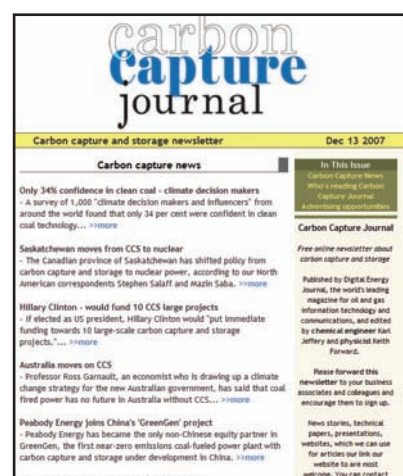 carbon
capture
journal
Carbon capture and storage newsletter Dec 13 2007
Carbon capture news
Only 34% confidence in clean coal - climate decision makers
- A survey of 1,000 "climate decision makers and influencers" from
around the world found that only 34 per cent were confident in clean
coal technology... >>more
Saskatchewan moves from CCS to nuclear
- The Canadian province of Saskatchewan has shifted policy from
carbon capture and storage to nuclear power, according to our North
American correspondents Stephen Salaff and Mazin Saba. >>more
Hillary Clinton - would fund 10 CCS large projects
- If elected as US president, Hillary Clinton would "put immediate
funding towards 10 large-scale carbon capture and storage
projects."... >>more
Australia moves on CCS
- Professor Ross Garnault, an economist who is drawing up a climate
change strategy for the new Australian government, has said that coal
fired power has no future in Australia without CCS... >>more
Peabody Energy joins China's 'GreenGen' project
- Peabody Energy has became the only non-Chinese equity partner in
GreenGen, the first near-zero emissions coal-fueled power plant with
carbon capture and storage under development in China. >>more
In This Issue
Carbon Capture News
Who's reading Carbon
Capture Journal
Advertising opportunities
Carbon Capture Journal
Free online newsletter about
carbon capture and storage
Published by Digital Energy
Journal, the world's leading
magazine for oil and gas
information technology and
communications, and edited
by chemical engineer Karl
Jeffery and physicist Keith
Forward.
Please forward this
newsletter to your business
associates and colleagues and
encourage them to sign up.
News stories, technical
papers, presentations,
websites, which we can use
for articles our link our
website to are most
welcome. You can contact